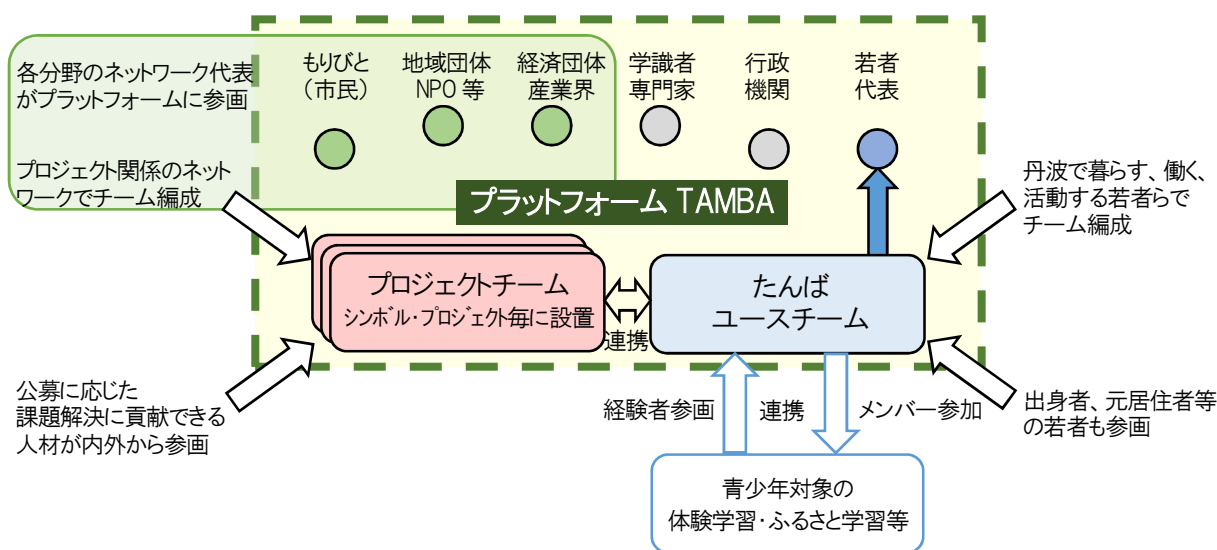 各分野のネットワーク代表
がプラットフォームに参画
プロジェクト関係のネット
ワークでチーム編成
もりびと
（市民）
地域団体
NPO 等
経済団体
産業界
学識者
専門家
行政
機関
若者
代表
プラットフォーム TAMBA
丹波で暮らす、働く、
活動する若者らで
チーム編成
プロジェクトチーム
シンボル・プロジェクト毎に設置
連携
たんば
ユースチーム
公募に応じた
課題解決に貢献できる
人材が内外から参画
経験者参画
連携
メンバー参加
出身者、元居住者等
の若者も参画
青少年対象の
体験学習・ふるさと学習等